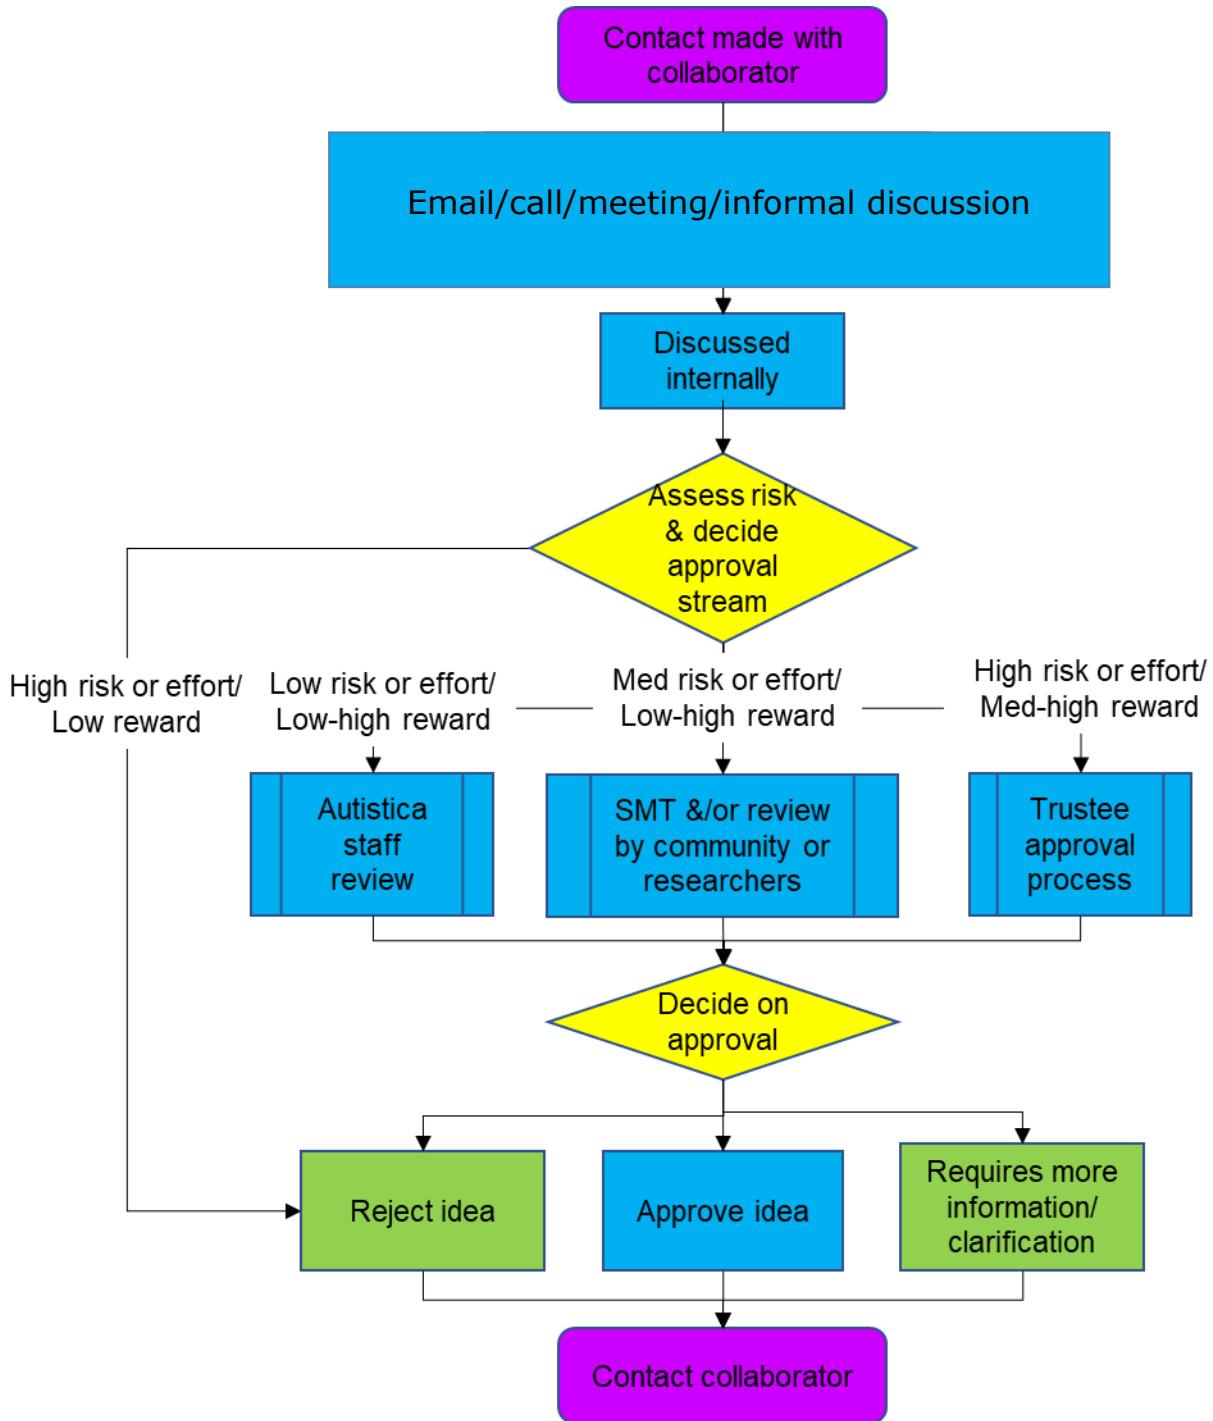 Contact made with
collaborator
Email/call/meeting/informal discussion
Discussed
internally
Assess risk
& decide
approval
stream
High risk or effort/
Low reward
Low risk or effort/
Low-high reward
Med risk or effort/
Low-high reward
High risk or effort/
Med-high reward
Autistica
staff
review
SMT &/or review
by community or
researchers
Trustee
approval
process
Decide on
approval
Reject idea
Approve idea
Requires more
information/
clarification
Contact collaborator